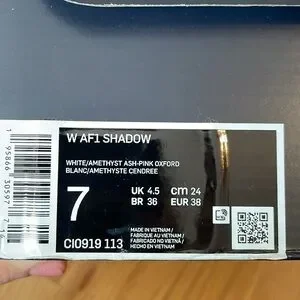 W AF1 SHADOW
WHITE/AMETHYST ASH-PINK OXFORD
BLANC/AMETHYSTE CENDREE
7
UK 4.5 cm 24
BR 36 EUR 38
CI0919 113
MADE IN VIETNAM
FABRIQUE AU VIETNAM
FABRICADO NO VIETNÃ
HECHO EN VIETNAM